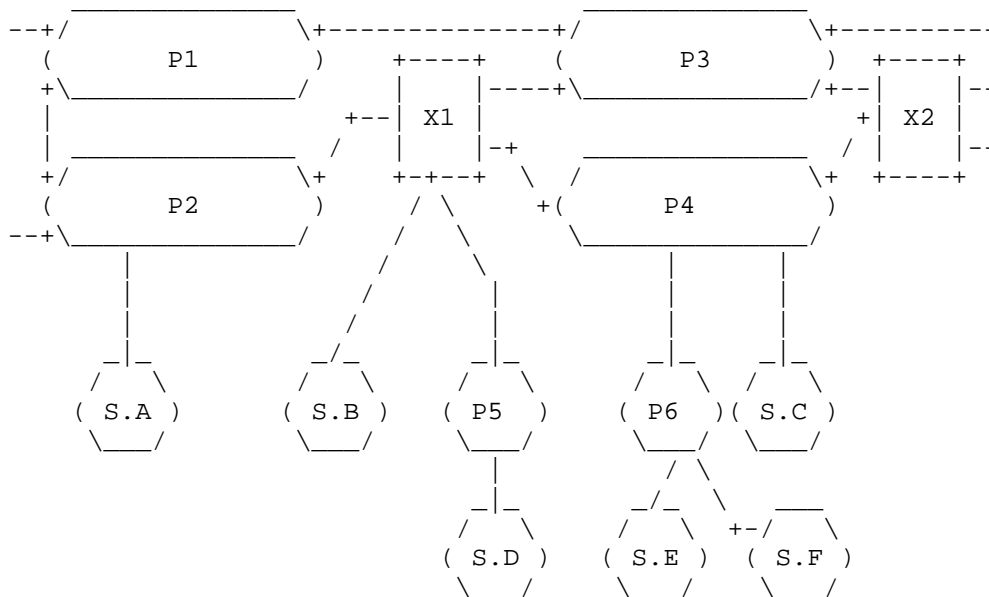 P1 P3
X1 X2
P2 P4
S.A S.B P5 P6 S.C
S.D S.E S.F